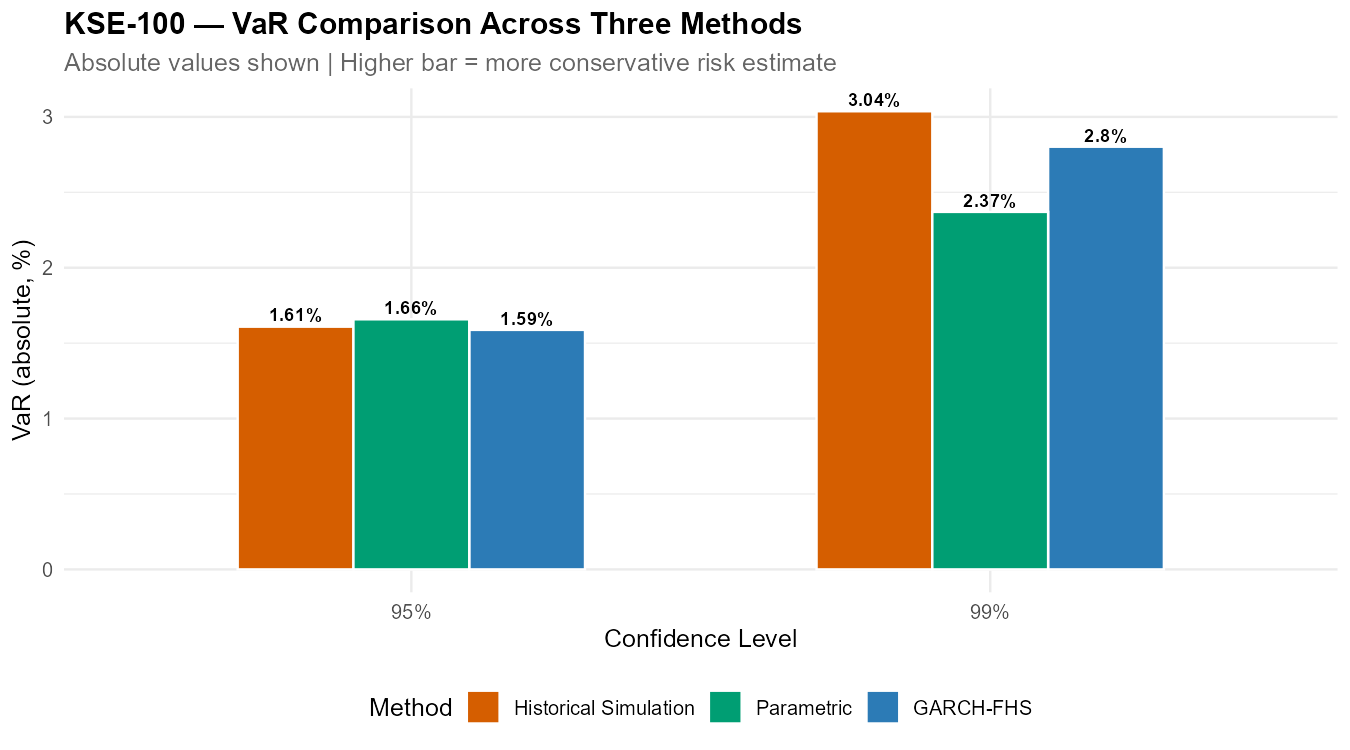 KSE-100 — VaR Comparison Across Three Methods
Absolute values shown | Higher bar = more conservative risk estimate
VaR (absolute, %)
3
2
1
0
1.61%
1.66%
1.59%
3.04%
2.37%
2.8%
95%
99%
Confidence Level
Method
Historical Simulation
Parametric
GARCH-FHS